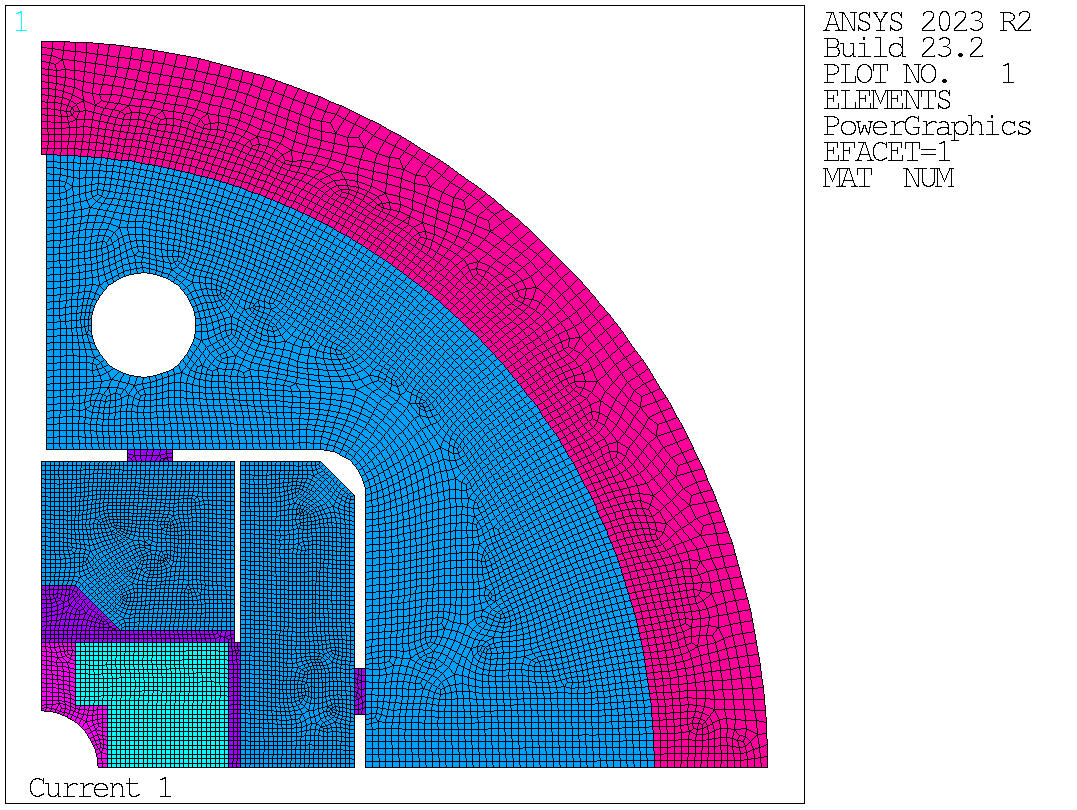 1
ANSYS 2023 R2
Build 23.2
PLOT NO.   1
ELEMENTS
PowerGraphics
EFACET=1
MAT  NUM
Current 1